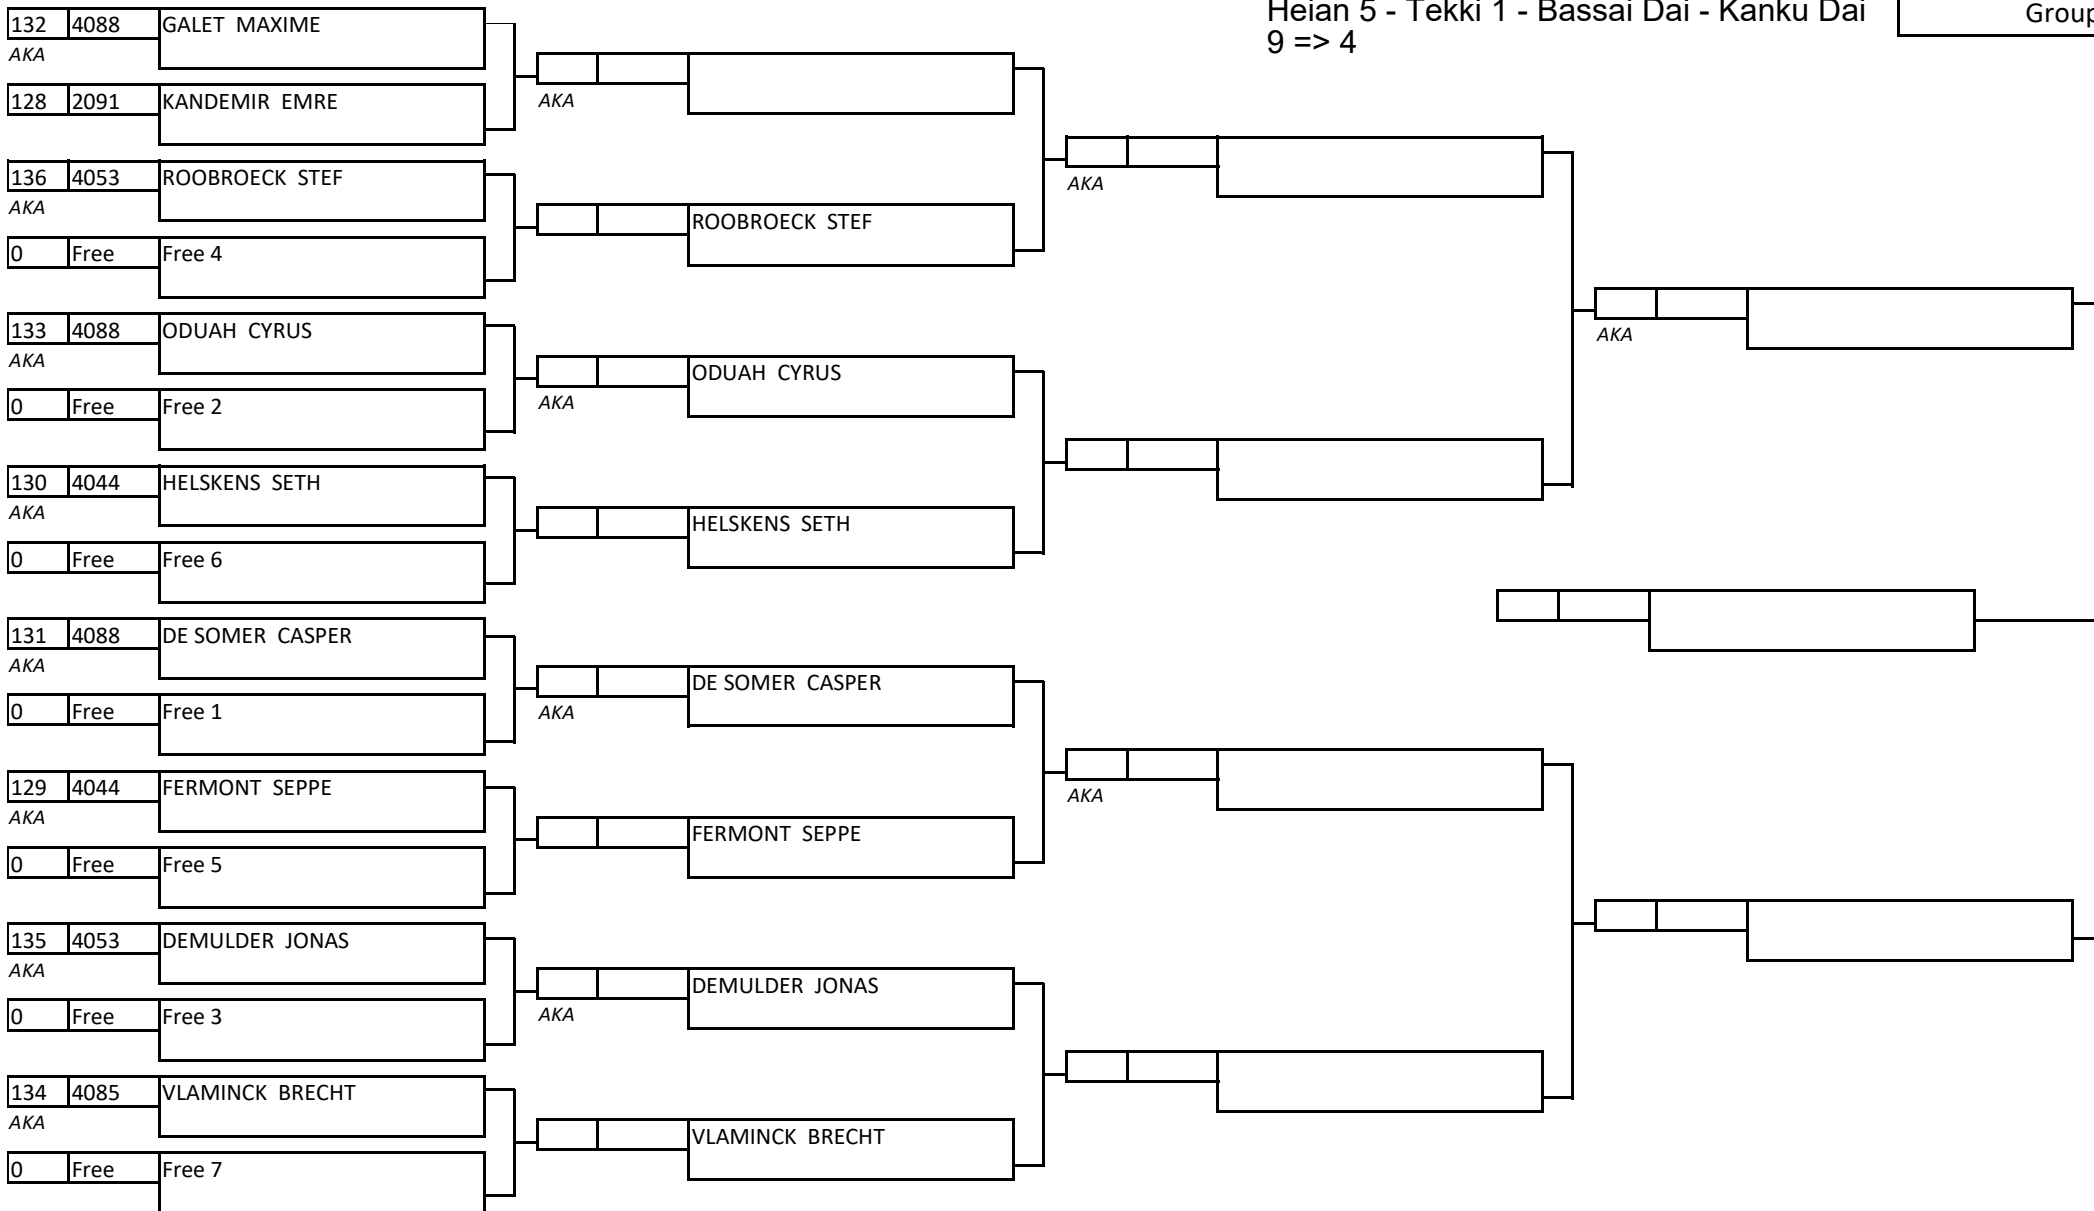 Heian 5 - Tekki 1 - Bassai Dai - Kanku Dai
9 => 4
Group
132 4088 GALET MAXIME
AKA
128 2091 KANDEMIR EMRE
AKA
136 4053 ROOBROECK STEF
AKA
AKA
ROOBROECK STEF
0 Free Free 4
133 4088 ODUAH CYRUS
AKA
AKA
ODUAH CYRUS
AKA
0 Free Free 2
130 4044 HELSKENS SETH
AKA
HELSKENS SETH
0 Free Free 6
131 4088 DE SOMER CASPER
AKA
DE SOMER CASPER
AKA
0 Free Free 1
129 4044 FERMONT SEPPE
AKA
AKA
FERMONT SEPPE
0 Free Free 5
135 4053 DEMULDER JONAS
AKA
DEMULDER JONAS
AKA
0 Free Free 3
134 4085 VLAMINCK BRECHT
AKA
VLAMINCK BRECHT
0 Free Free 7